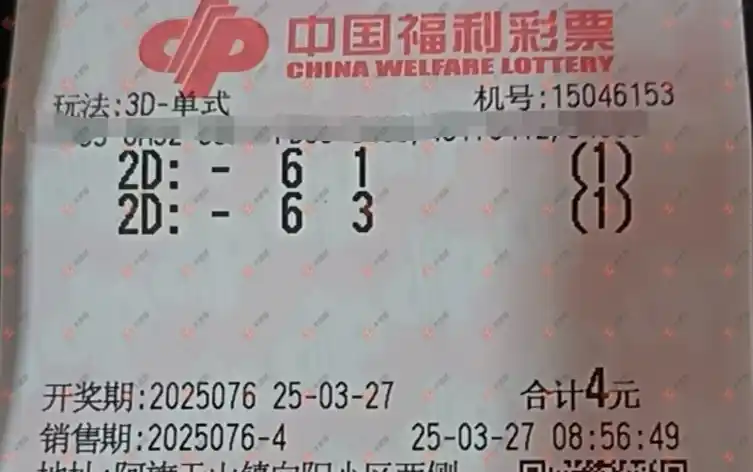 中国福利彩票
CHINA WELFARE LOTTERY
玩法:3D-单式 机号:15046153
2D: - 6 1 (1)
2D: - 6 3 (1)
开奖期:2025076 25-03-27 合计4元
销售期:2025076-4 25-03-27 08:56:49